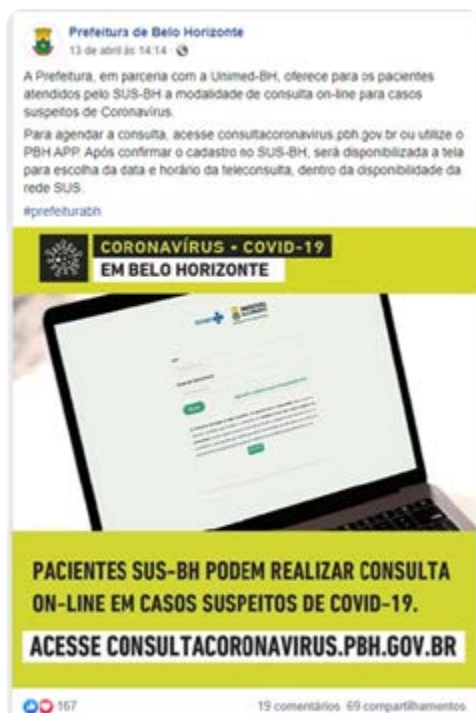 Prefeitura de Belo Horizonte
13 de abril às 14:14
A Prefeitura, em parceria com a Unimed-BH, oferece para os pacientes
atendidos pelo SUS-BH a modalidade de consulta on-line para casos
suspeitos de Coronavírus.
Para agendar a consulta, acesse consultacoronavirus.pbh.gov.br ou utilize o
PBH APP. Após confirmar o cadastro no SUS-BH, será disponibilizada a tela
para escolha da data e horário da teleconsulta, dentro da disponibilidade da
rede SUS.
#prefeiturabh
CORONAVÍRUS • COVID-19
EM BELO HORIZONTE
PACIENTES SUS-BH PODEM REALIZAR CONSULTA
ON-LINE EM CASOS SUSPEITOS DE COVID-19.
ACESSE CONSULTACORONAVIRUS.PBH.GOV.BR
167 19 comentários 69 compartilhamentos